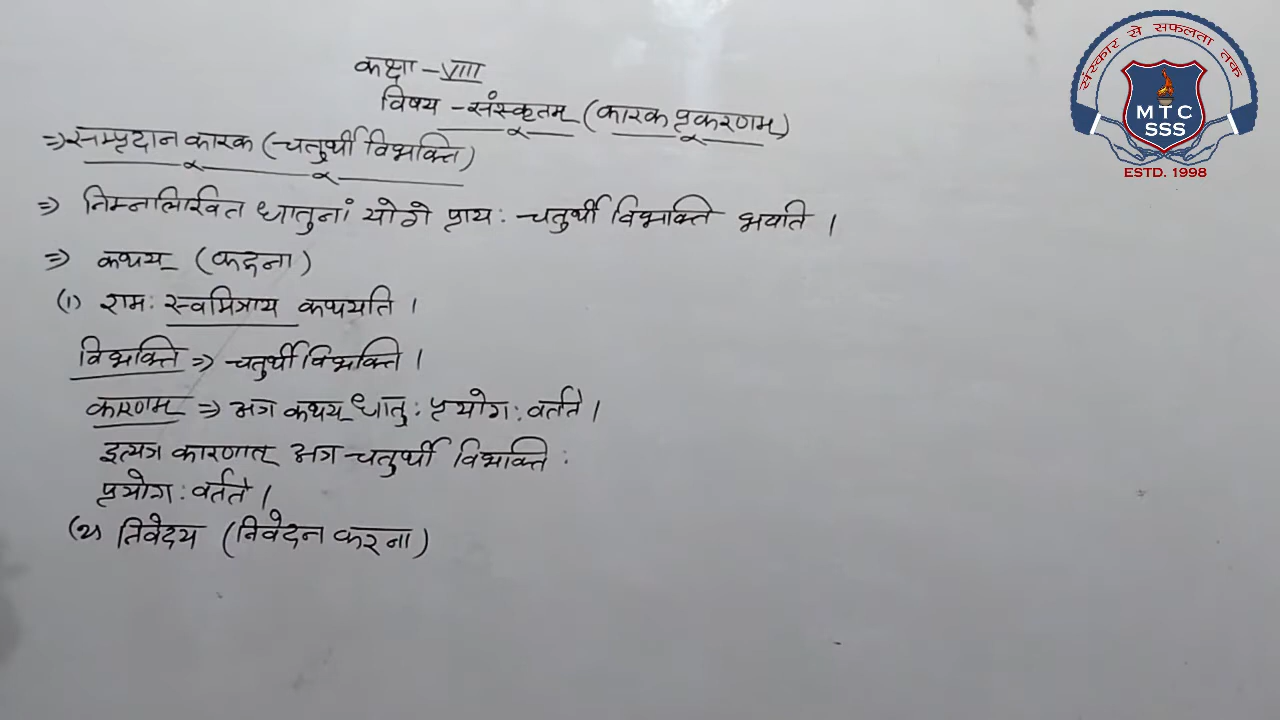 कक्षा - VIII
विषय - संस्कृतम् (कारक प्रकरणम्)
⇒ सम्प्रदान कारक (चतुर्थी विभक्ति)
⇒ निम्नलिखित धातुनां योगे प्रायः चतुर्थी विभक्ति भवति ।
⇒ कथय् (कहना)
(1) रामः स्वमित्राय कथयति ।
विभक्ति ⇒ चतुर्थी विभक्ति ।
कारणम् ⇒ अत्र कथय् धातुः प्रयोगः वर्तते ।
इत्यत्र कारणात् अत्र चतुर्थी विभक्तिः
प्रयोगः वर्तते ।
(2) निवेदय (निवेदन करना)
संस्कार से सफलता तक
MTC
SSS
ESTD. 1998